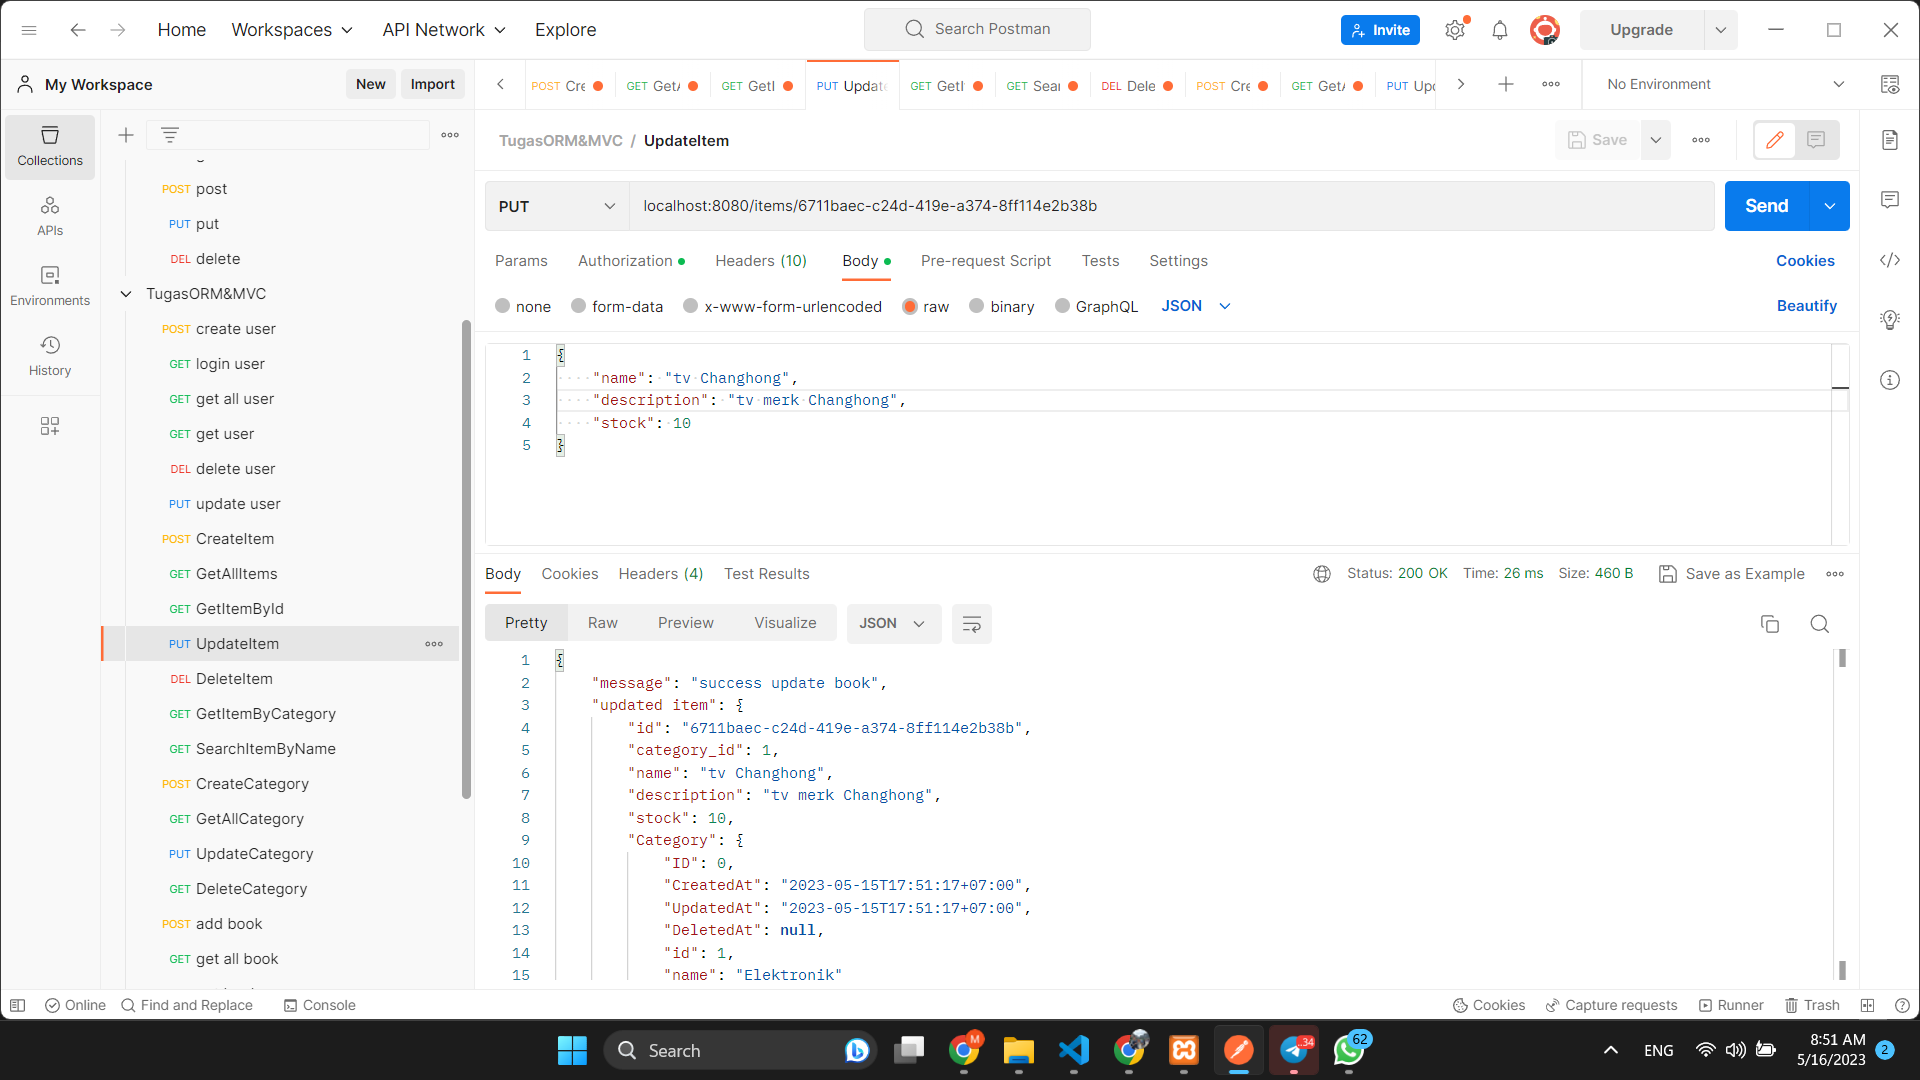 Home
Workspaces
API Network
Explore
Search Postman
Invite
Upgrade
My Workspace
New
Import
POST Cre
GET GetA
GET GetI
PUT Update
GET GetI
GET Sear
DEL Dele
POST Cre
GET GetA
PUT Upd
No Environment
Collections
APIs
Environments
History
POST post
PUT put
DEL delete
TugasORM&MVC
POST create user
GET login user
GET get all user
GET get user
DEL delete user
PUT update user
POST CreateItem
GET GetAllItems
GET GetItemById
PUT UpdateItem
DEL DeleteItem
GET GetItemByCategory
GET SearchItemByName
POST CreateCategory
GET GetAllCategory
PUT UpdateCategory
GET DeleteCategory
POST add book
GET get all book
TugasORM&MVC / UpdateItem
Save
PUT
localhost:8080/items/6711baec-c24d-419e-a374-8ff114e2b38b
Send
Params
Authorization
Headers (10)
Body
Pre-request Script
Tests
Settings
Cookies
none
form-data
x-www-form-urlencoded
raw
binary
GraphQL
JSON
Beautify
1 {
2 "name": "tv Changhong",
3 "description": "tv merk Changhong",
4 "stock": 10
5 }
Body
Cookies
Headers (4)
Test Results
Status: 200 OK
Time: 26 ms
Size: 460 B
Save as Example
Pretty
Raw
Preview
Visualize
JSON
1 {
2 "message": "success update book",
3 "updated item": {
4 "id": "6711baec-c24d-419e-a374-8ff114e2b38b",
5 "category_id": 1,
6 "name": "tv Changhong",
7 "description": "tv merk Changhong",
8 "stock": 10,
9 "Category": {
10 "ID": 0,
11 "CreatedAt": "2023-05-15T17:51:17+07:00",
12 "UpdatedAt": "2023-05-15T17:51:17+07:00",
13 "DeletedAt": null,
14 "id": 1,
15 "name": "Elektronik"
Online
Find and Replace
Console
Cookies
Capture requests
Runner
Trash
Search
M
34
62
ENG
8:51 AM
5/16/2023
2